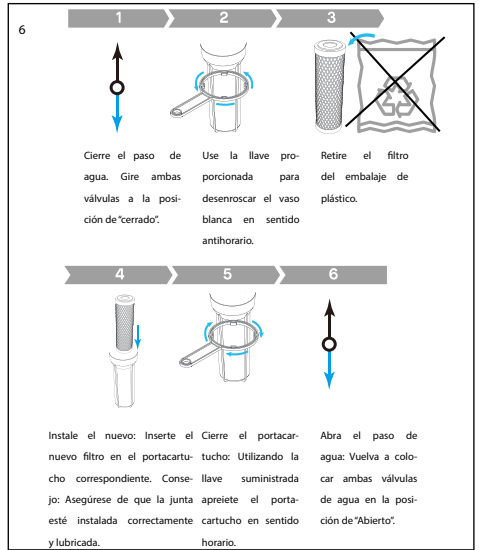 6
1
2
3
Cierre el paso de
agua. Gire ambas
válvulas a la posi-
ción de “cerrado”.
Use la llave pro-
porcionada para
desenroscar el vaso
blanca en sentido
antihorario.
Retire el filtro
del embalaje de
plástico.
4
5
6
Instale el nuevo: Inserte el
nuevo filtro en el portacartu-
cho correspondiente. Conse-
jo: Asegúrese de que la junta
esté instalada correctamente
y lubricada.
Cierre el portacar-
tucho: Utilizando la
llave suministrada
apreiete el porta-
cartucho en sentido
horario.
Abra el paso de
agua: Vuelva a colo-
car ambas válvulas
de agua en la posi-
ción de “Abierto”.